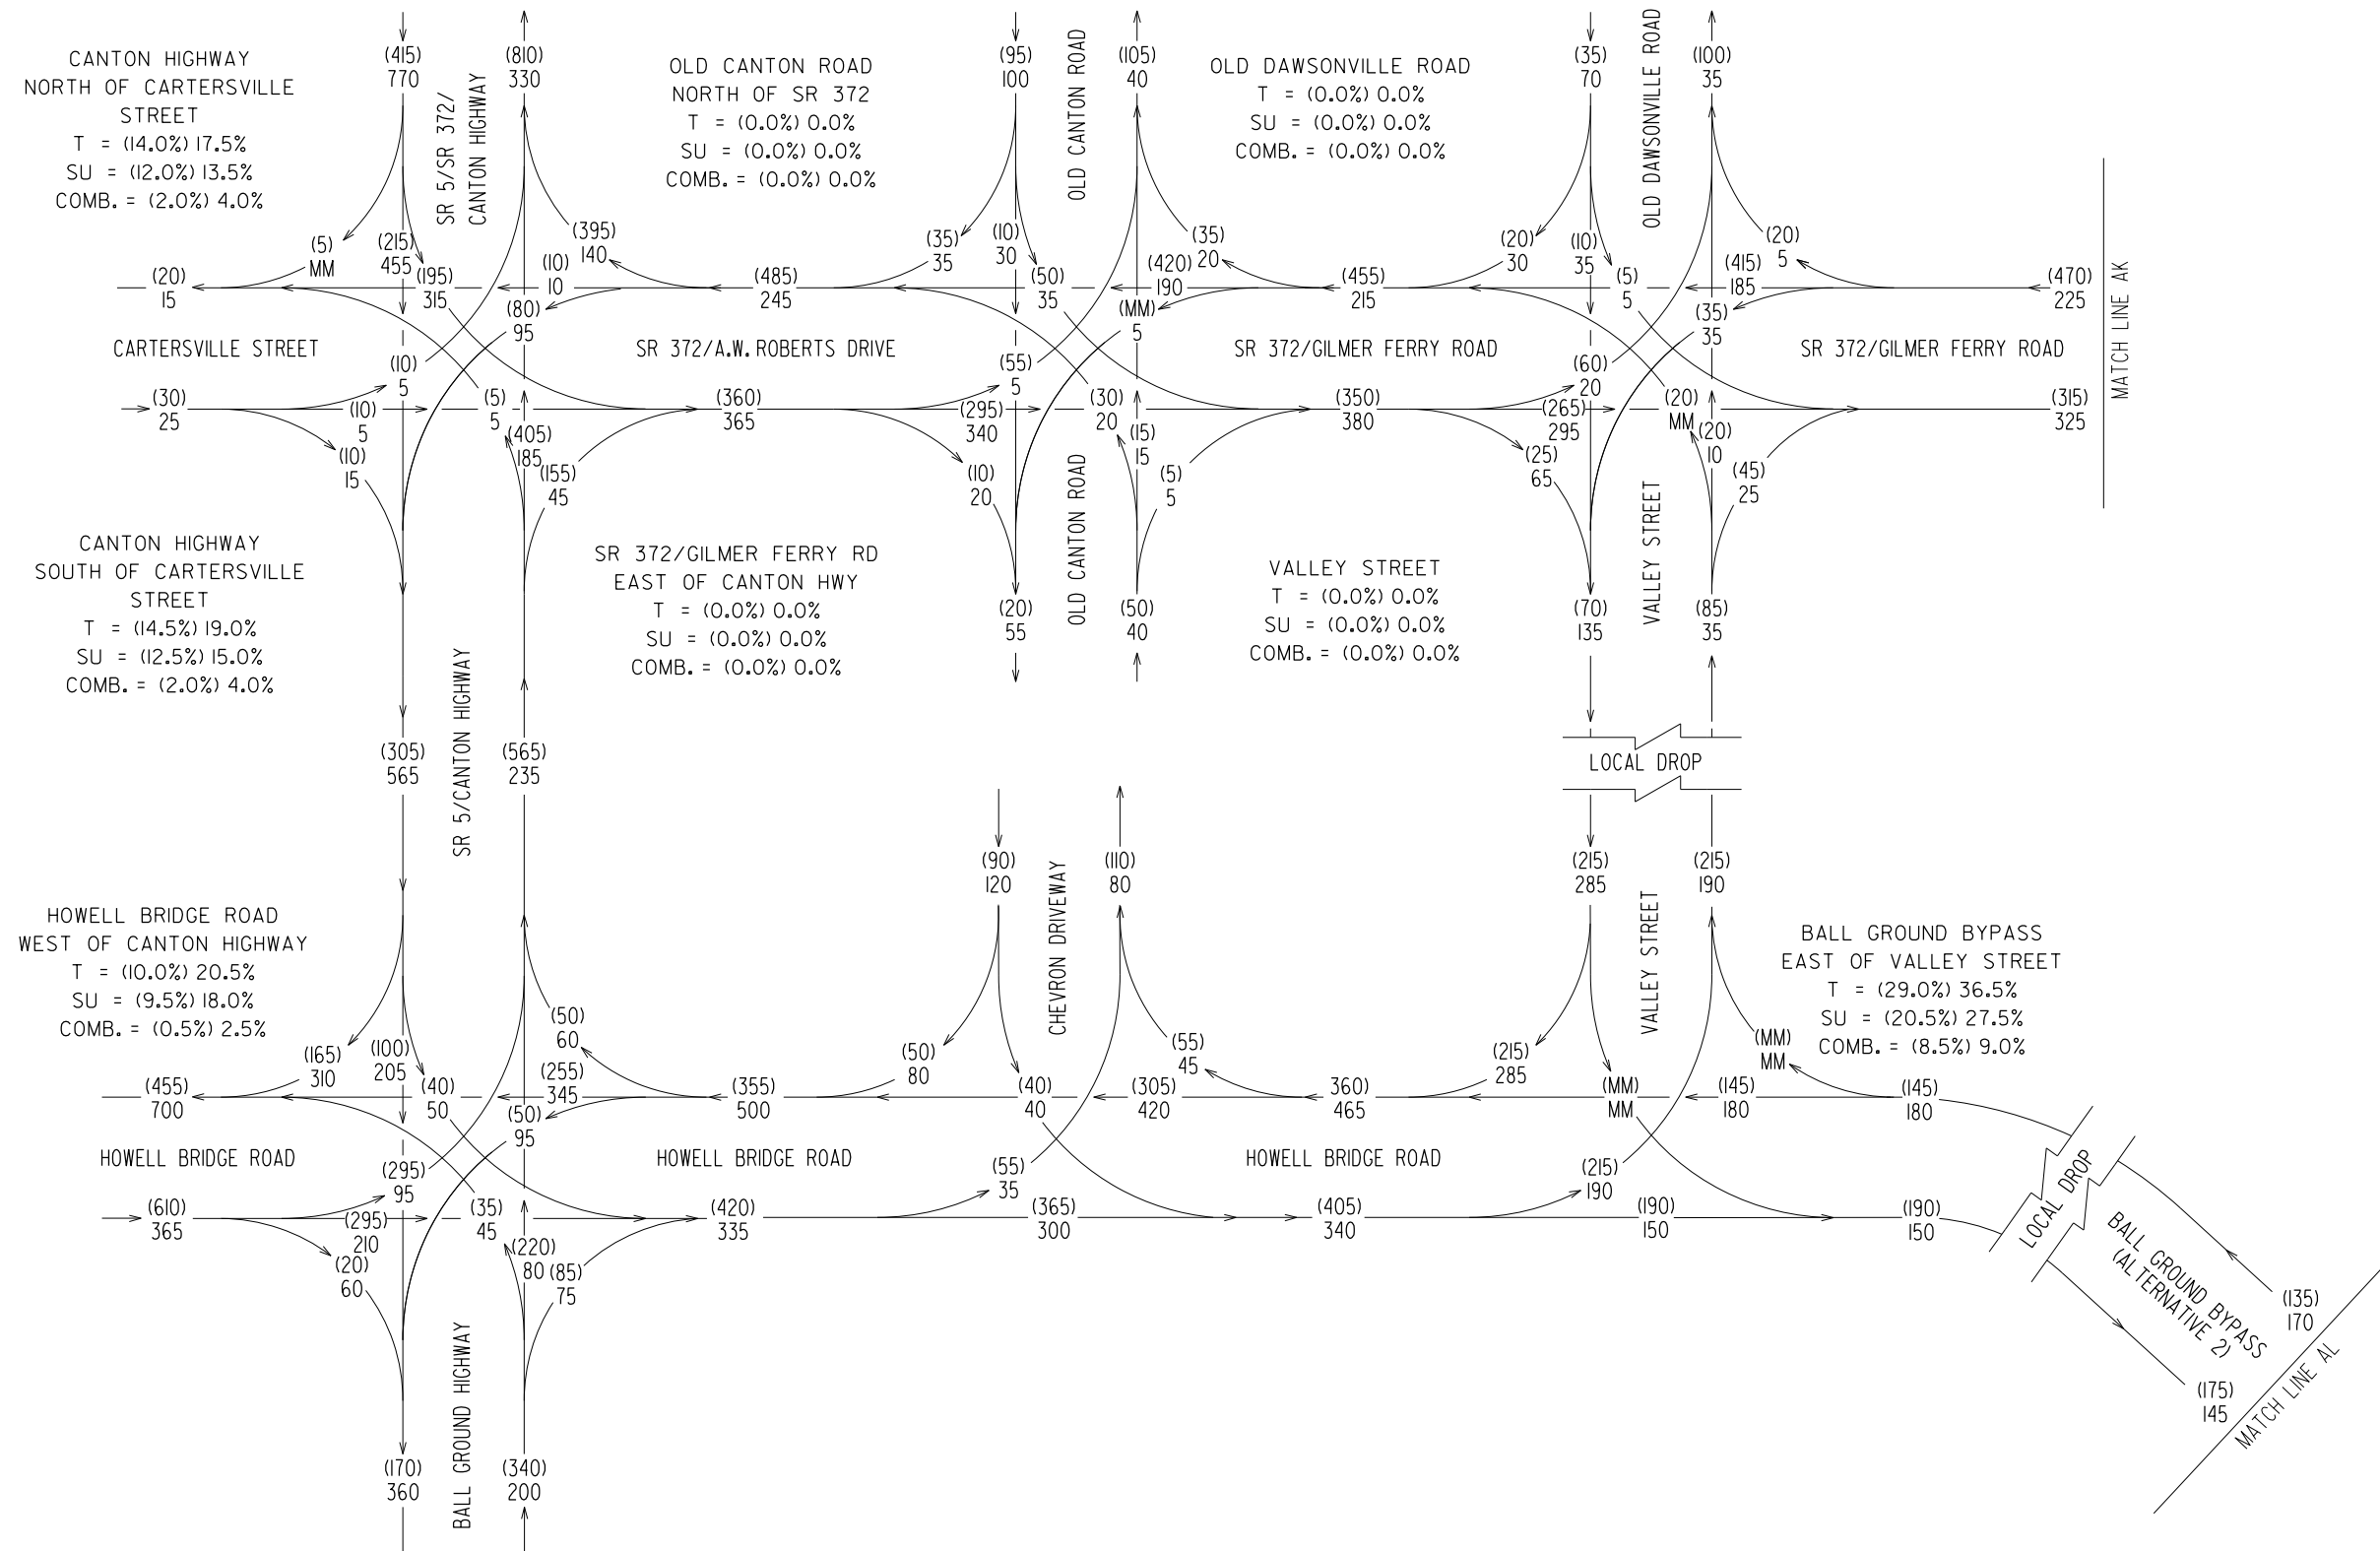 CANTON HIGHWAY
NORTH OF CARTERSVILLE
STREET
T = (14.0%) 17.5%
SU = (12.0%) 13.5%
COMB. = (2.0%) 4.0%
(415)
770
SR 5/SR 372/
CANTON HIGHWAY
(810)
330
OLD CANTON ROAD
NORTH OF SR 372
T = (0.0%) 0.0%
SU = (0.0%) 0.0%
COMB. = (0.0%) 0.0%
(95)
100
OLD CANTON ROAD
(105)
40
OLD DAWSONVILLE ROAD
T = (0.0%) 0.0%
SU = (0.0%) 0.0%
COMB. = (0.0%) 0.0%
(35)
70
OLD DAWSONVILLE ROAD
(100)
35
(5)
MM
(215)
455
(195)
315
(20)
15
(10)
10
(395)
140
(80)
95
(485)
245
(35)
35
(10)
30
(50)
35
(420)
190
(35)
20
(MM)
5
(455)
215
(20)
30
(10)
35
(5)
5
(415)
185
(20)
5
(35)
35
(470)
225
MATCH LINE AK
CARTERSVILLE STREET
SR 372/A.W. ROBERTS DRIVE
SR 372/GILMER FERRY ROAD
SR 372/GILMER FERRY ROAD
(30)
25
(10)
5
(10)
5
(10)
15
(5)
5
(405)
185
(155)
45
(360)
365
(55)
5
(295)
340
(10)
20
(30)
20
(15)
15
(5)
5
(350)
380
(60)
20
(265)
295
(25)
65
(20)
MM
(20)
10
(45)
25
(315)
325
CANTON HIGHWAY
SOUTH OF CARTERSVILLE
STREET
T = (14.5%) 19.0%
SU = (12.5%) 15.0%
COMB. = (2.0%) 4.0%
SR 372/GILMER FERRY RD
EAST OF CANTON HWY
T = (0.0%) 0.0%
SU = (0.0%) 0.0%
COMB. = (0.0%) 0.0%
(20)
55
OLD CANTON ROAD
(50)
40
VALLEY STREET
T = (0.0%) 0.0%
SU = (0.0%) 0.0%
COMB. = (0.0%) 0.0%
(70)
135
VALLEY STREET
(85)
35
(305)
565
SR 5/CANTON HIGHWAY
(565)
235
LOCAL DROP
(90)
120
CHEVRON DRIVEWAY
(110)
80
(215)
285
VALLEY STREET
(215)
190
HOWELL BRIDGE ROAD
WEST OF CANTON HIGHWAY
T = (10.0%) 20.5%
SU = (9.5%) 18.0%
COMB. = (0.5%) 2.5%
BALL GROUND BYPASS
EAST OF VALLEY STREET
T = (29.0%) 36.5%
SU = (20.5%) 27.5%
COMB. = (8.5%) 9.0%
(455)
700
(165)
310
(100)
205
(40)
50
(50)
60
(255)
345
(50)
95
(355)
500
(50)
80
(40)
40
(305)
420
(55)
45
360)
465
(215)
285
(MM)
MM
(145)
180
(MM)
MM
(145)
180
HOWELL BRIDGE ROAD
HOWELL BRIDGE ROAD
HOWELL BRIDGE ROAD
(610)
365
(295)
95
(295)
210
(20)
60
(35)
45
(220)
80
(85)
75
(420)
335
(55)
35
(365)
300
(405)
340
(215)
190
(190)
150
(190)
150
LOCAL DROP
BALL GROUND BYPASS
(ALTERNATIVE 2)
(135)
170
(175)
145
MATCH LINE AL
(170)
360
BALL GROUND HIGHWAY
(340)
200